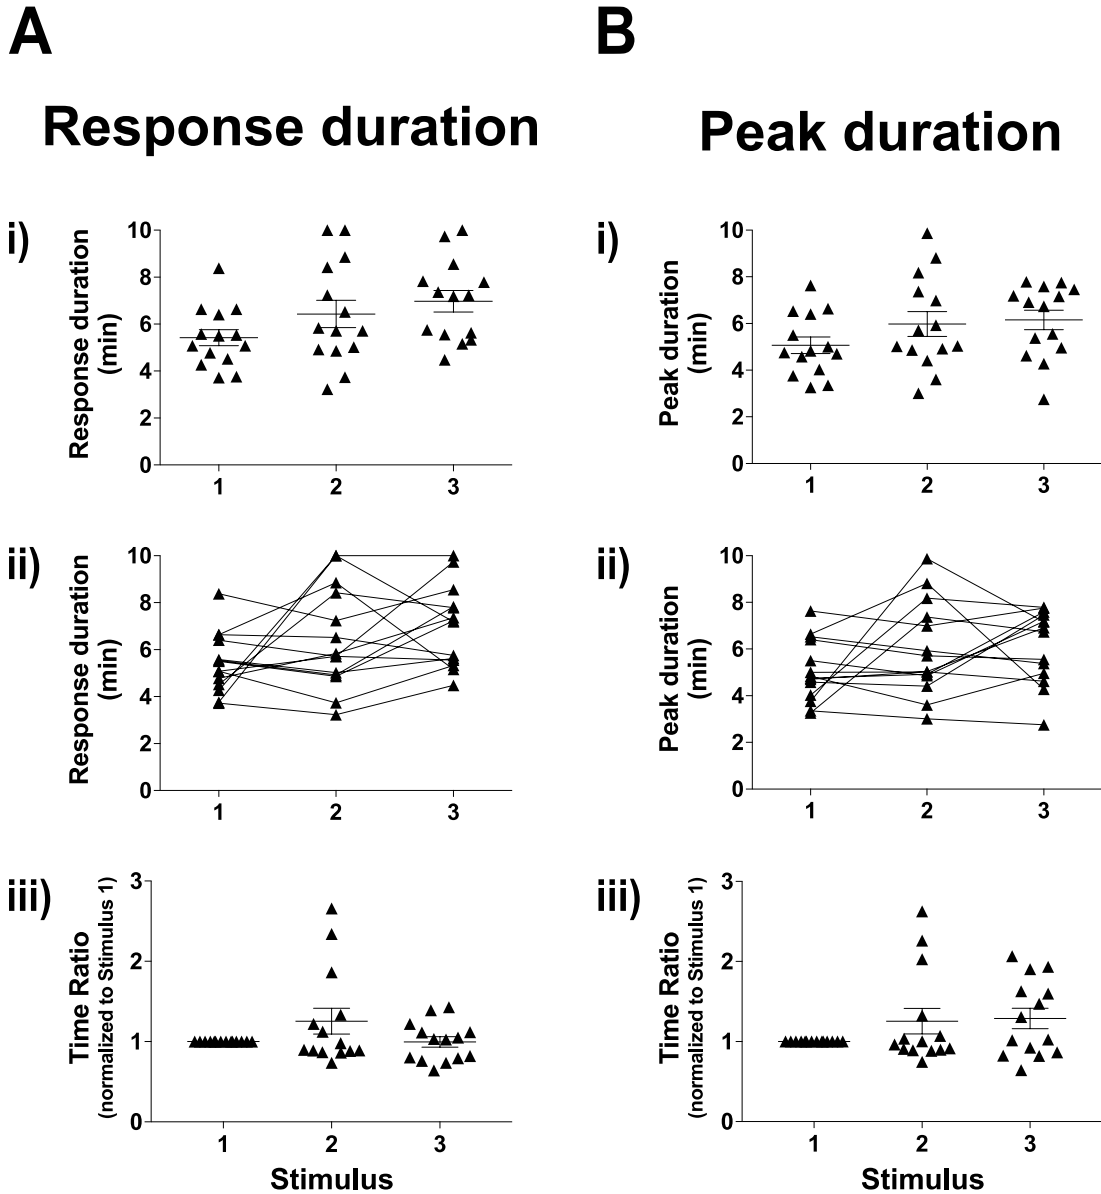 A
B
Response duration
Peak duration
i)
Response duration
(min)
10
8
6
4
2
0
1
2
3
i)
Peak duration
(min)
10
8
6
4
2
0
1
2
3
ii)
Response duration
(min)
10
8
6
4
2
0
1
2
3
ii)
Peak duration
(min)
10
8
6
4
2
0
1
2
3
iii)
Time Ratio
(normalized to Stimulus 1)
3
2
1
0
1
2
3
Stimulus
iii)
Time Ratio
(normalized to Stimulus 1)
3
2
1
0
1
2
3
Stimulus